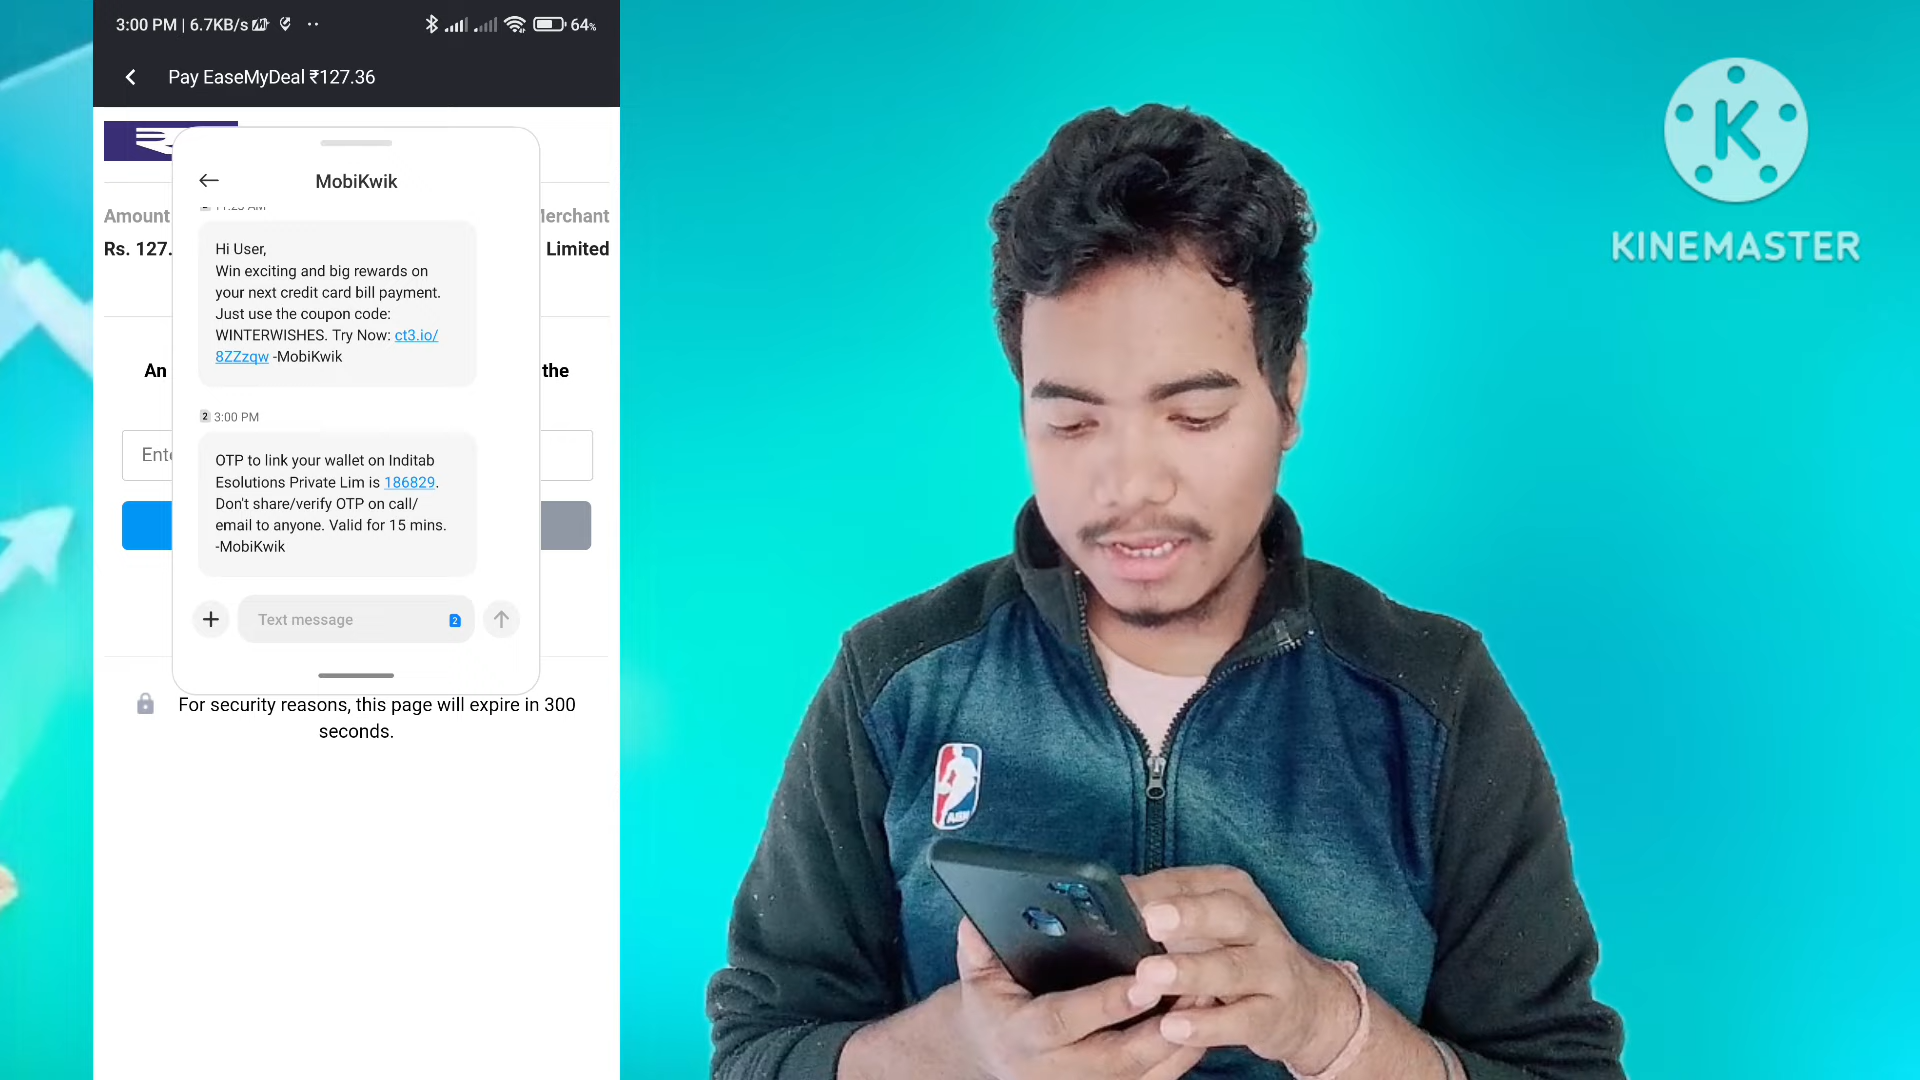 3:00 PM | 6.7KB/s
64%
Pay EaseMyDeal ₹127.36
Amount
Merchant
Rs. 127.
Limited
MobiKwik
Hi User,
Win exciting and big rewards on
your next credit card bill payment.
Just use the coupon code:
WINTERWISHES. Try Now: ct3.io/
8ZZzqw -MobiKwik
An
the
2 3:00 PM
OTP to link your wallet on Inditab
Esolutions Private Lim is 186829.
Don't share/verify OTP on call/
email to anyone. Valid for 15 mins.
-MobiKwik
Text message
2
For security reasons, this page will expire in 300
seconds.
K
KINEMASTER